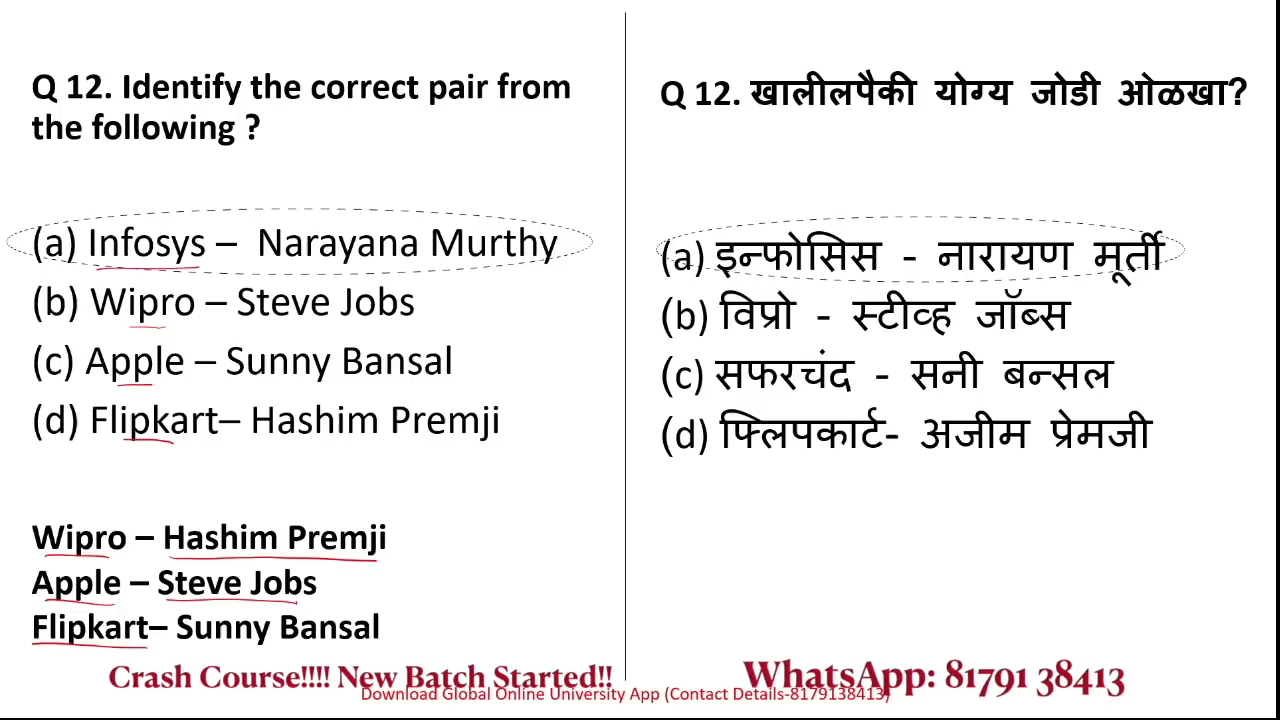 Q 12. Identify the correct pair from
the following ?
(a) Infosys – Narayana Murthy
(b) Wipro – Steve Jobs
(c) Apple – Sunny Bansal
(d) Flipkart– Hashim Premji
Wipro – Hashim Premji
Apple – Steve Jobs
Flipkart– Sunny Bansal
Q 12. खालीलपैकी योग्य जोडी ओळखा?
(a) इन्फोसिस - नारायण मूर्ती
(b) विप्रो - स्टीव्ह जॉब्स
(c) सफरचंद - सनी बन्सल
(d) फ्लिपकार्ट- अजीम प्रेमजी
Crash Course!!!! New Batch Started!!
WhatsApp: 81791 38413
Download Global Online University App (Contact Details-8179138413)